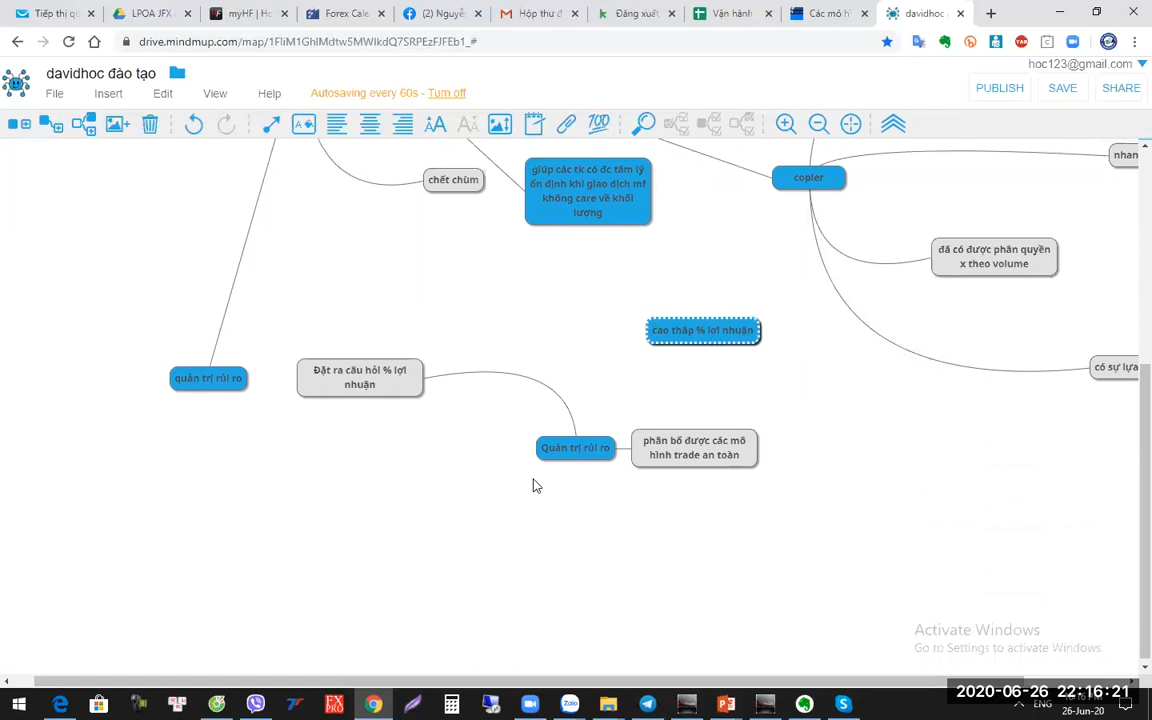 Tiếp thị qu
LPOA JFX
myHF | Ho
Forex Cale
(2) Nguyễn
Hộp thư đ
Đăng xuất
Vận hành
Các mô h
davidhoc
drive.mindmup.com/map/1FliM1GhIMdtw5MWlkdQ7SRPEzFJFEb1_#
davidhoc đào tạo
hoc123@gmail.com
File Insert Edit View Help
Autosaving every 60s - Turn off
PUBLISH SAVE SHARE
chết chùm
giúp các tk có đc tâm lý
ổn định khi giao dịch mf
không care về khối
lượng
copier
nhan
đã có được phân quyền
x theo volume
cao thấp % lơi nhuận
có sự lựa
quản trị rủi ro
Đặt ra câu hỏi % lợi
nhuận
Quản trị rủi ro
phân bổ được các mô
hình trade an toàn
Activate Windows
Go to Settings to activate Windows.
2020-06-26 22:16:21
ENG
26-Jun-20